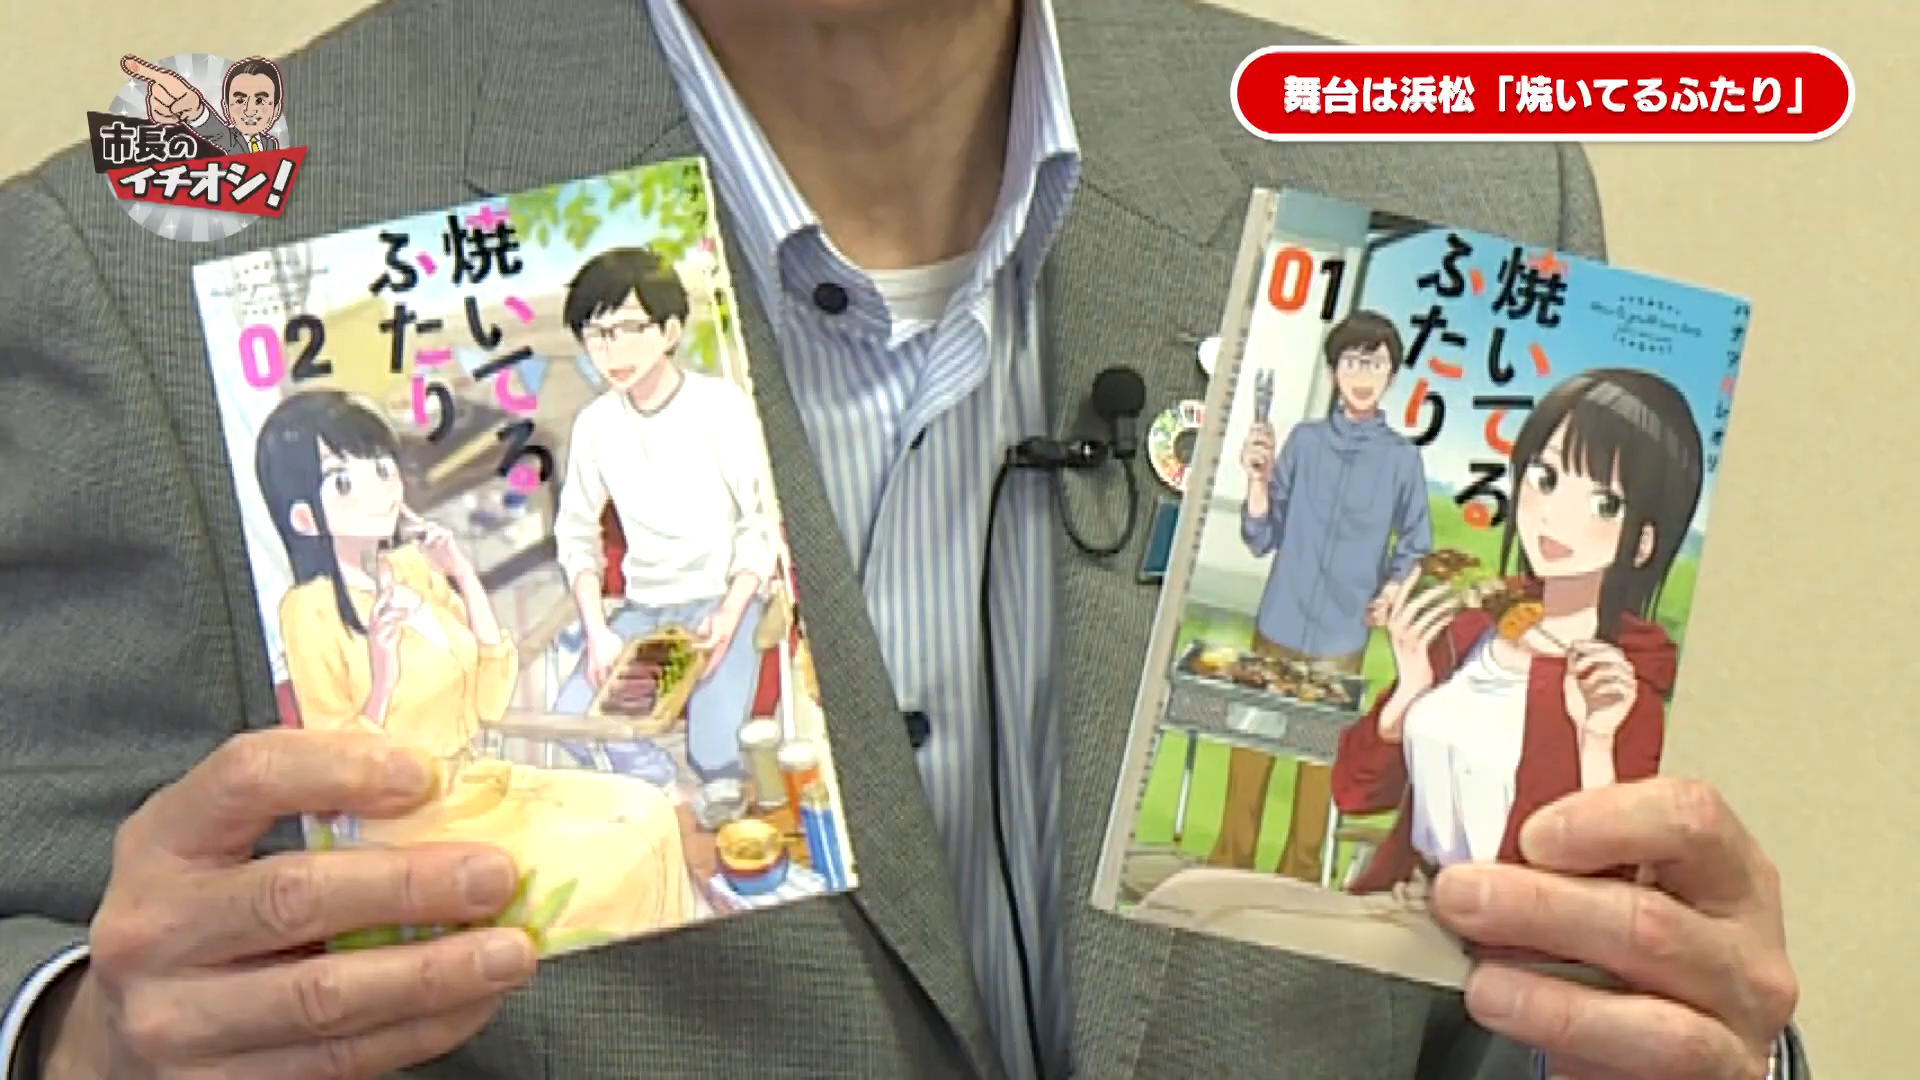 市長の
イチオシ!
舞台は浜松「焼いてるふたり」
焼いてる
ふたり
02
ハナツ
焼いてる
ふたり
01
ハナツカシオリ